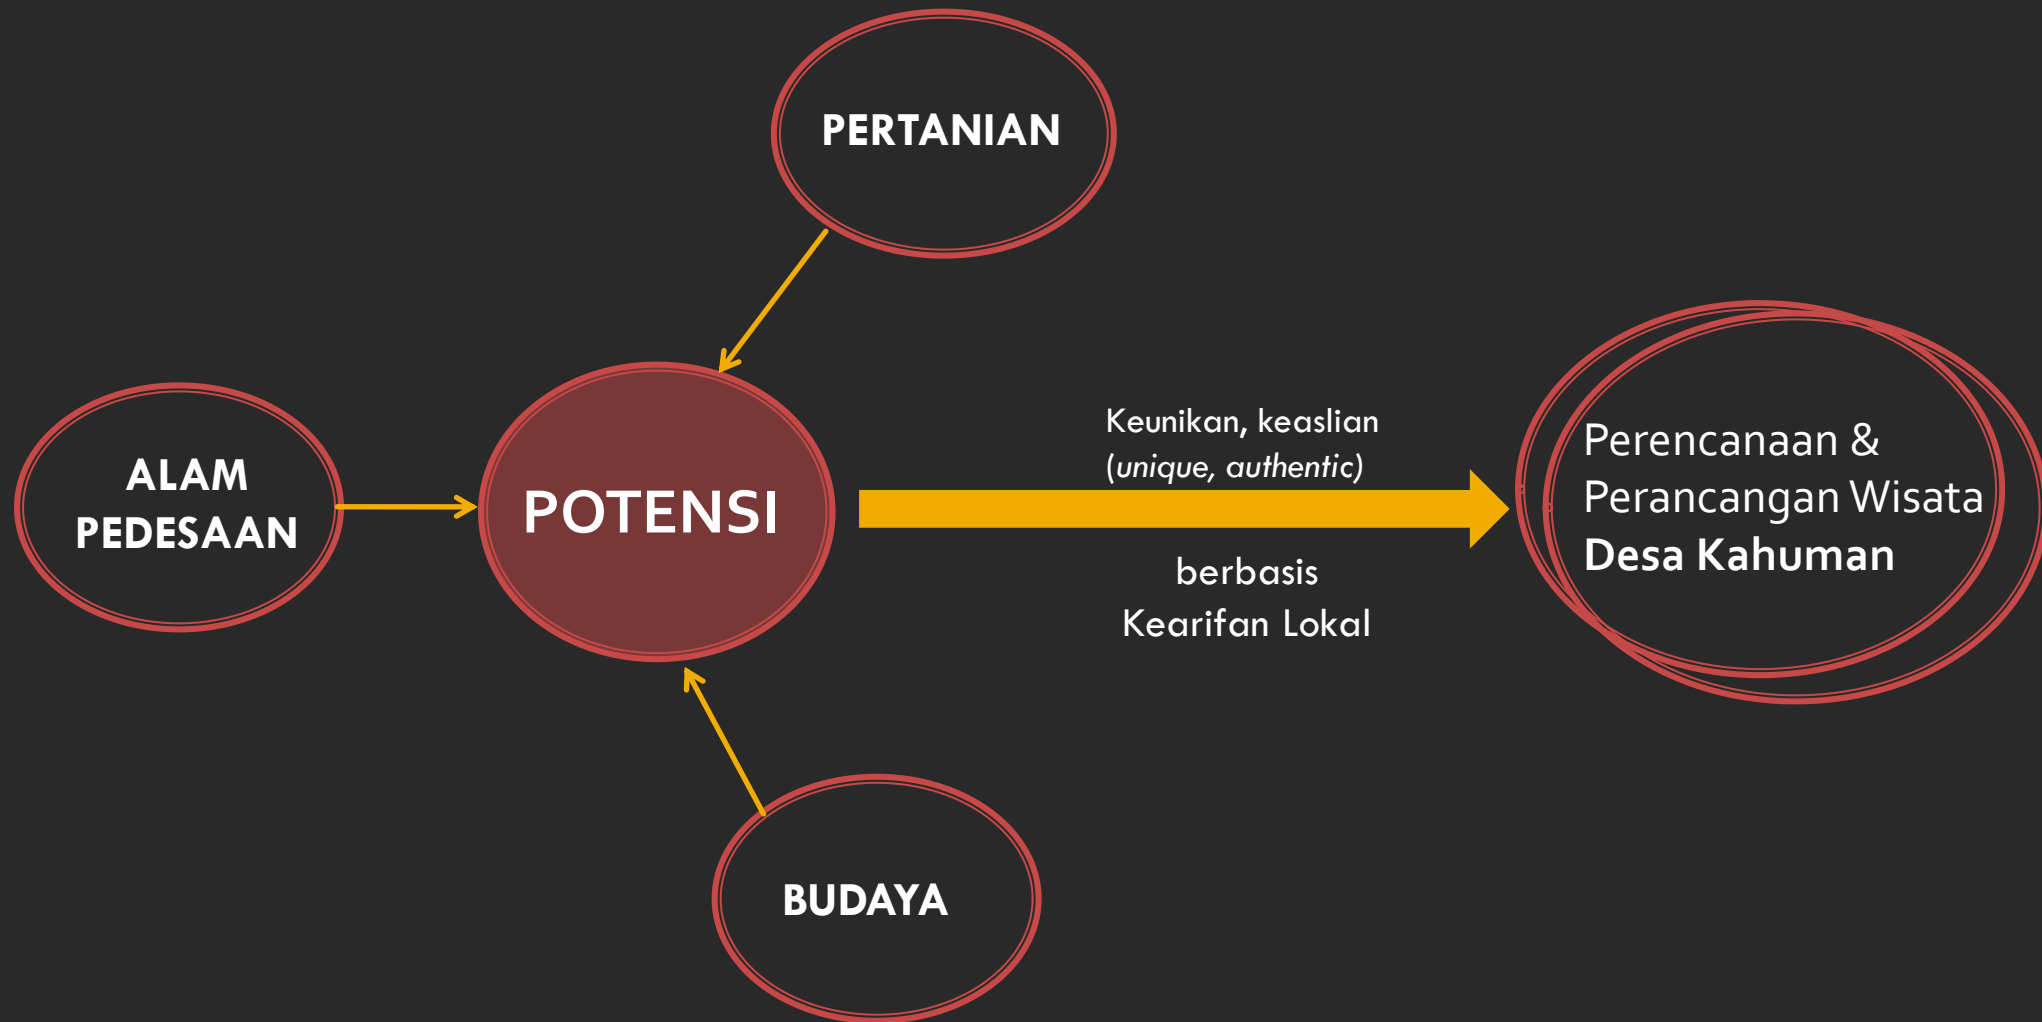 PERTANIAN
ALAM
PEDESAAN
POTENSI
Keunikan, keaslian
(unique, authentic)
berbasis
Kearifan Lokal
Perencanaan &
Perancangan Wisata
Desa Kahuman
BUDAYA